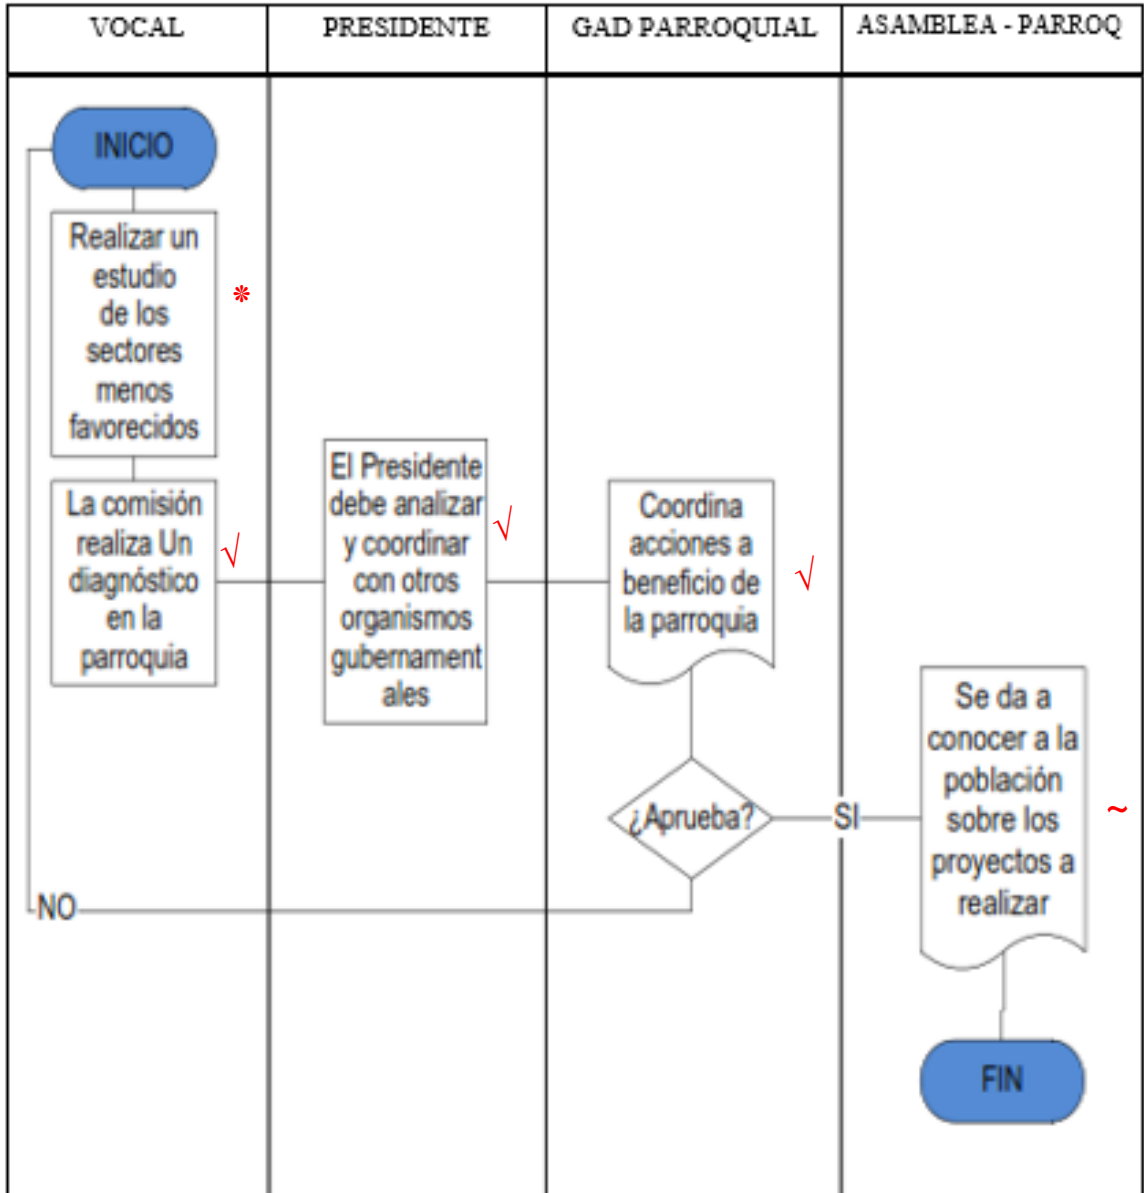 VOCAL
PRESIDENTE
GAD PARROQUIAL
ASAMBLEA - PARROQ
INICIO
Realizar un
estudio
de los
sectores
menos
favorecidos
*
La comisión
realiza Un
diagnóstico
en la
parroquia
√
El Presidente
debe analizar
y coordinar
con otros
organismos
gubernament
ales
√
Coordina
acciones a
beneficio de
la parroquia
√
¿Aprueba?
SI
NO
Se da a
conocer a la
población
sobre los
proyectos a
realizar
~
FIN